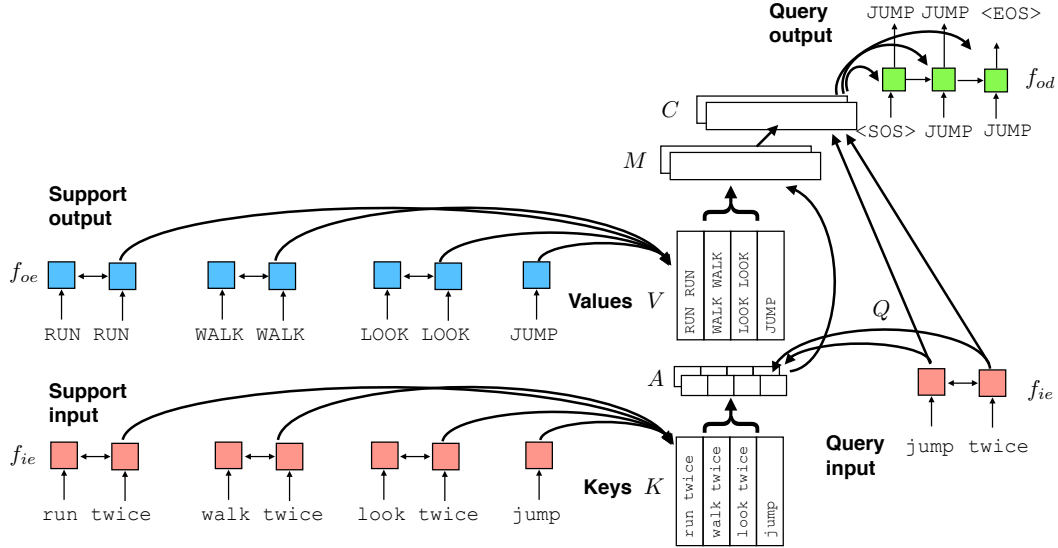 Query output
JUMP JUMP <EOS>
f_od
<SOS> JUMP JUMP
C
M
Support output
f_oe
RUN RUN WALK WALK LOOK LOOK JUMP
Values V
RUN RUN
WALK WALK
LOOK LOOK
JUMP
Q
A
Support input
f_ie
run twice walk twice look twice jump
Keys K
run twice
walk twice
look twice
jump
f_ie
Query input
jump twice